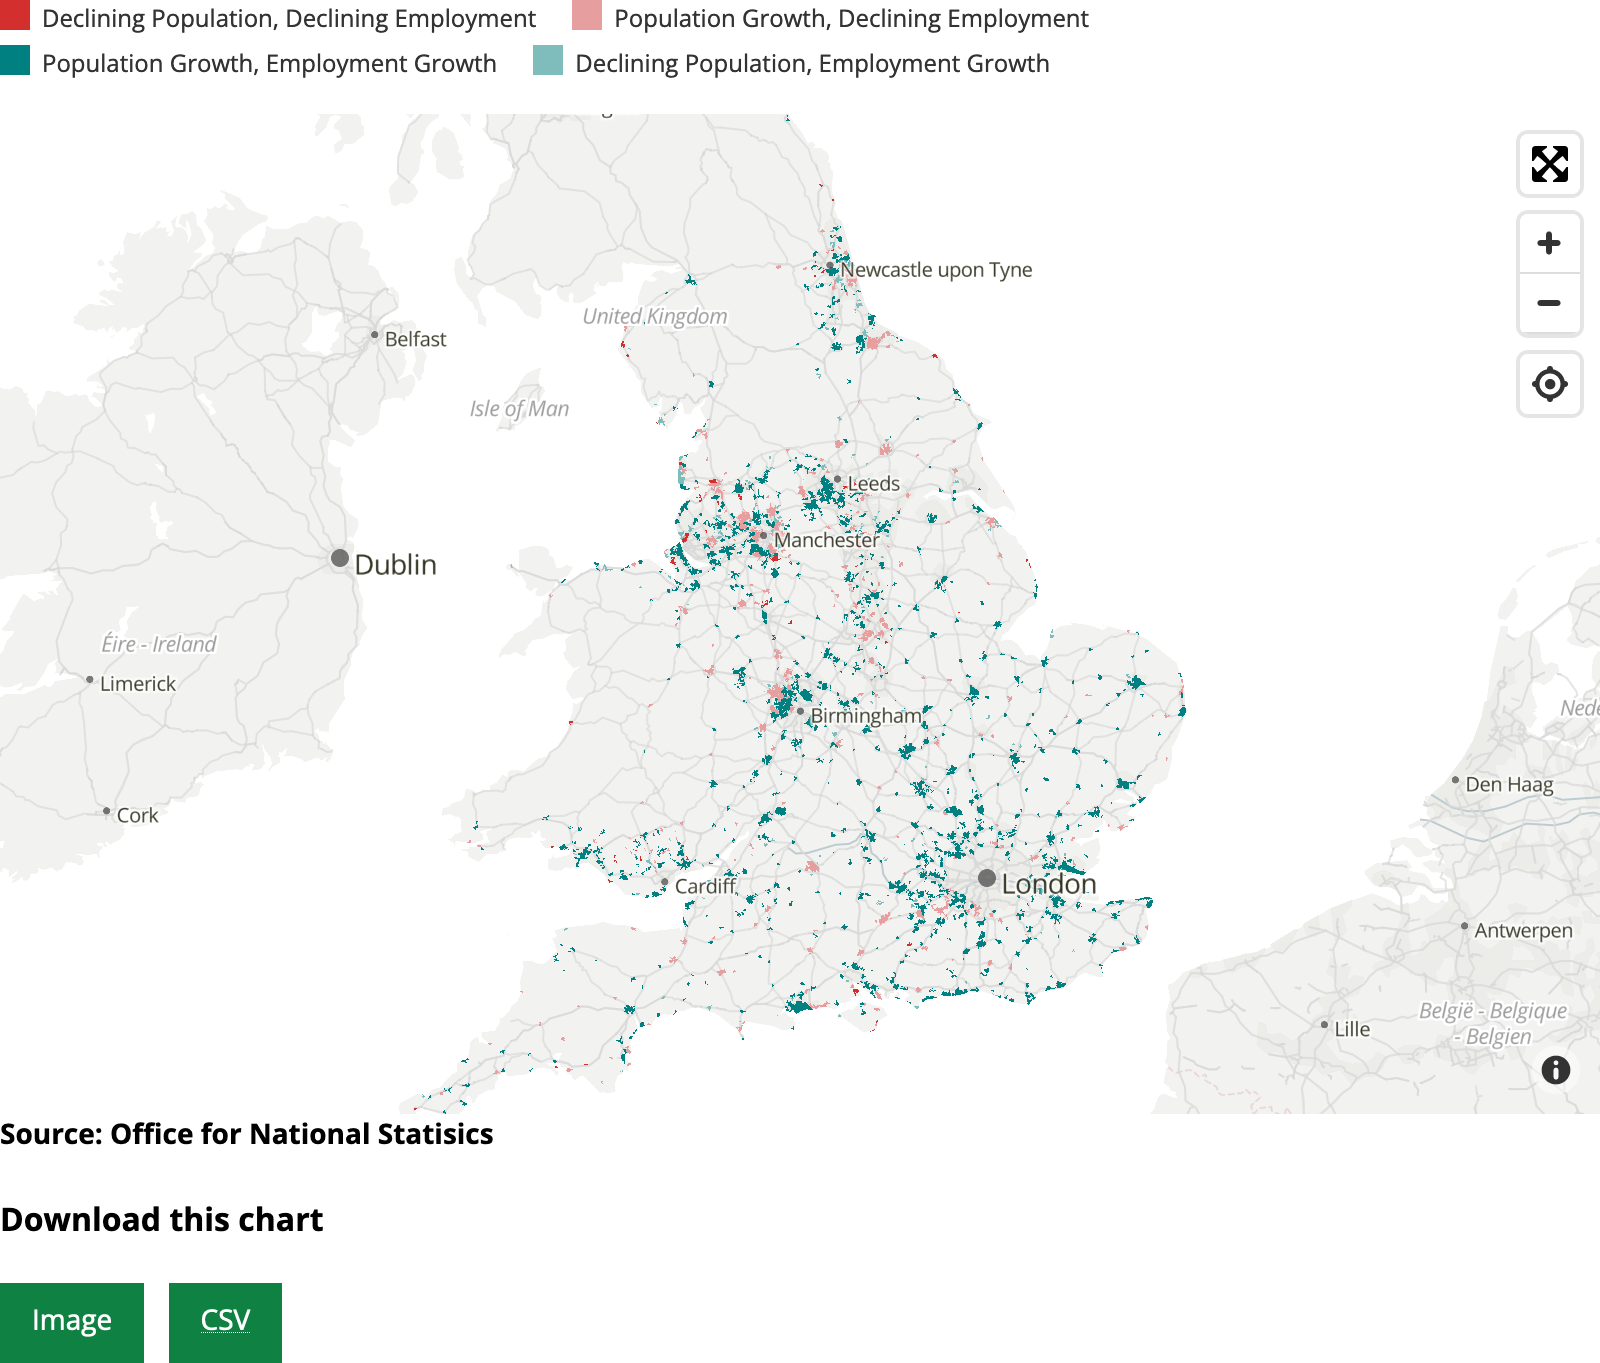 Declining Population, Declining Employment
Population Growth, Declining Employment
Population Growth, Employment Growth
Declining Population, Employment Growth
Newcastle upon Tyne
United Kingdom
Belfast
Isle of Man
Leeds
Manchester
Dublin
Éire - Ireland
Limerick
Birmingham
Nede
Den Haag
Cork
Cardiff
London
Antwerpen
België - Belgique
- Belgien
Lille
Source: Office for National Statisics
Download this chart
Image
CSV